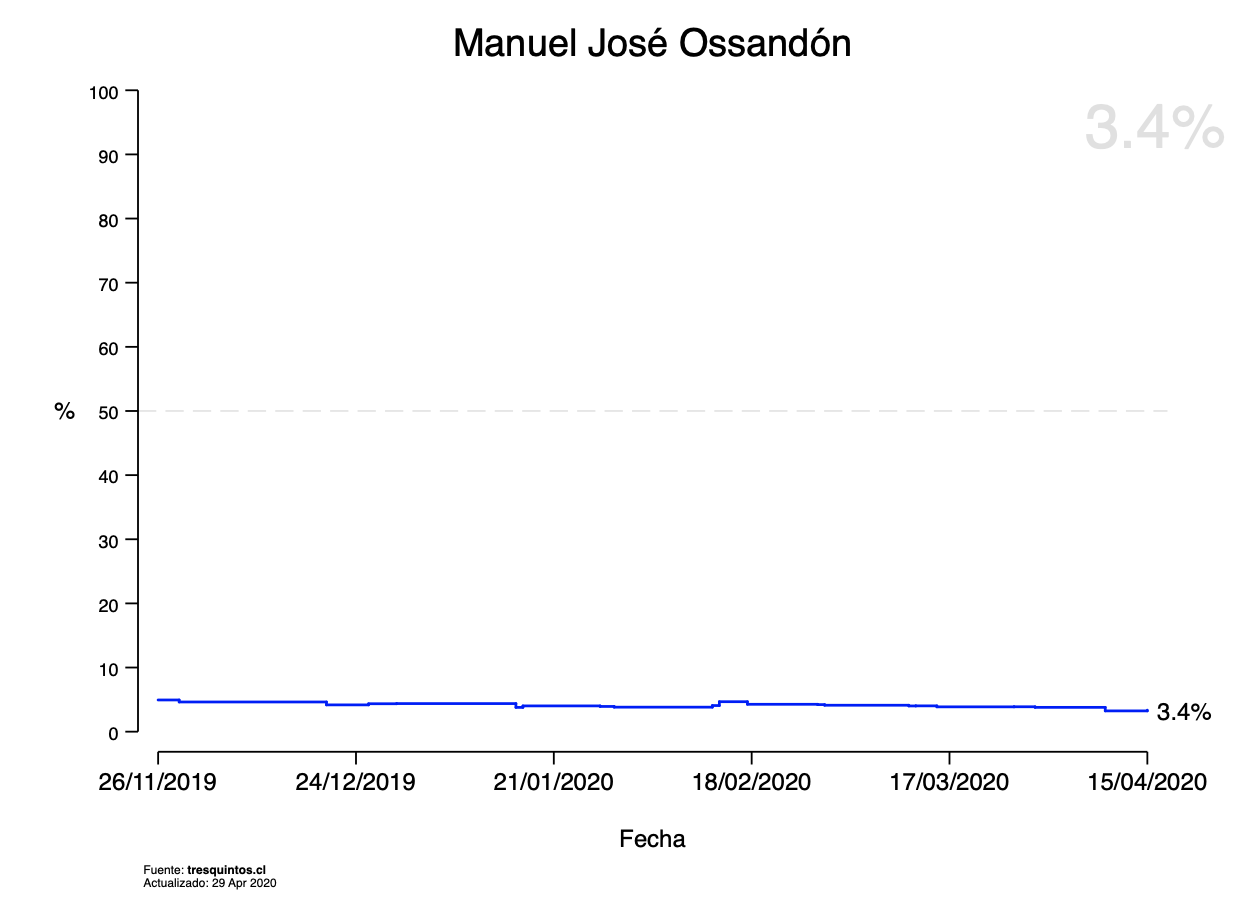 Manuel José Ossandón
3.4%
100
90
80
70
60
% 50
40
30
20
10
0
3.4%
26/11/2019 24/12/2019 21/01/2020 18/02/2020 17/03/2020 15/04/2020
Fecha
Fuente: tresquintos.cl
Actualizado: 29 Apr 2020